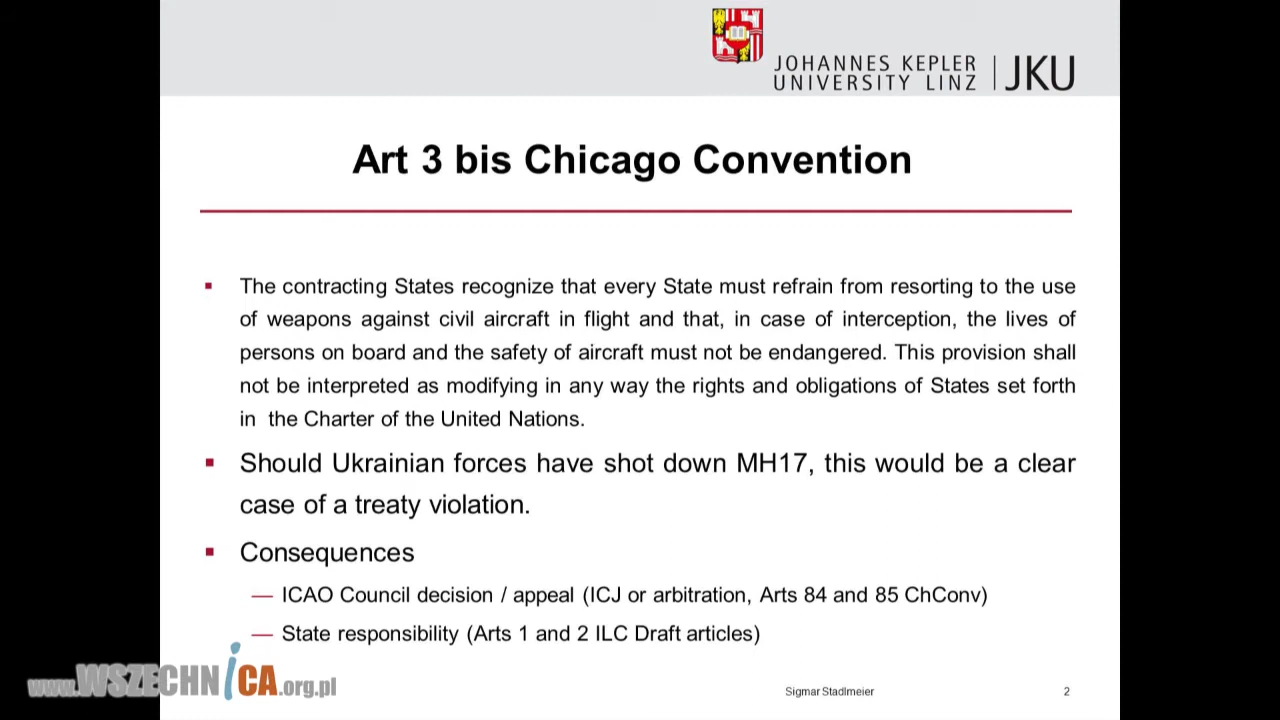 JOHANNES KEPLER
UNIVERSITY LINZ | JKU
Art 3 bis Chicago Convention
▪ The contracting States recognize that every State must refrain from resorting to the use
of weapons against civil aircraft in flight and that, in case of interception, the lives of
persons on board and the safety of aircraft must not be endangered. This provision shall
not be interpreted as modifying in any way the rights and obligations of States set forth
in the Charter of the United Nations.
▪ Should Ukrainian forces have shot down MH17, this would be a clear
case of a treaty violation.
▪ Consequences
— ICAO Council decision / appeal (ICJ or arbitration, Arts 84 and 85 ChConv)
— State responsibility (Arts 1 and 2 ILC Draft articles)
www.WSZECHNiCA.org.pl
Sigmar Stadlmeier
2